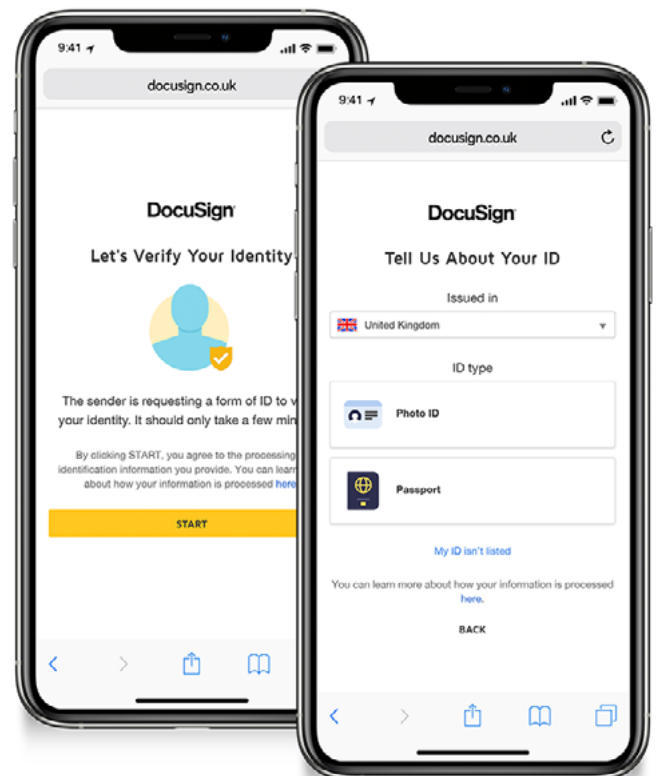 9:41
docusign.co.uk
DocuSign
Let's Verify Your Identity
The sender is requesting a form of ID to
your identity. It should only take a few
By clicking START, you agree to the processing
identification information you provide. You can
about how your information is processed here
START
9:41
docusign.co.uk
DocuSign
Tell Us About Your ID
Issued in
United Kingdom
ID type
Photo ID
Passport
My ID isn't listed
You can learn more about how your information is processed
here.
BACK